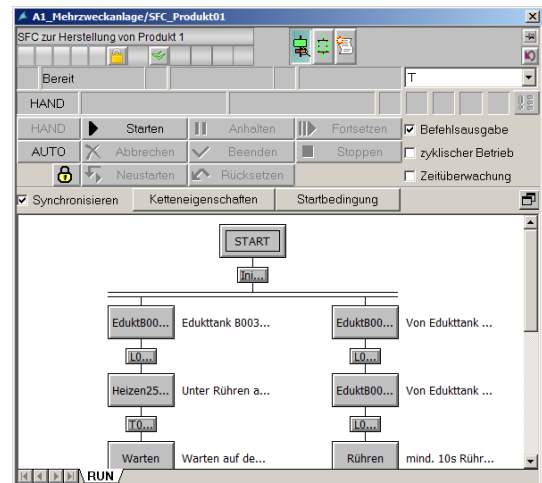 A1_Mehrzweckanlage/SFC_Produkt01
SFC zur Herstellung von Produkt 1
Bereit T
HAND
HAND Starten Anhalten Fortsetzen Befehlsausgabe
AUTO Abbrechen Beenden Stoppen zyklischer Betrieb
Neustarten Rücksetzen Zeitüberwachung
Synchronisieren Ketteneigenschaften Startbedingung
START
Ini...
EduktB00... Edukttank B003... EduktB00... Von Edukttank ...
L0... L0...
Heizen25... Unter Rühren a... EduktB00... Von Edukttank ...
T0... L0...
Warten Warten auf de... Rühren mind. 10s Rühr...
RUN